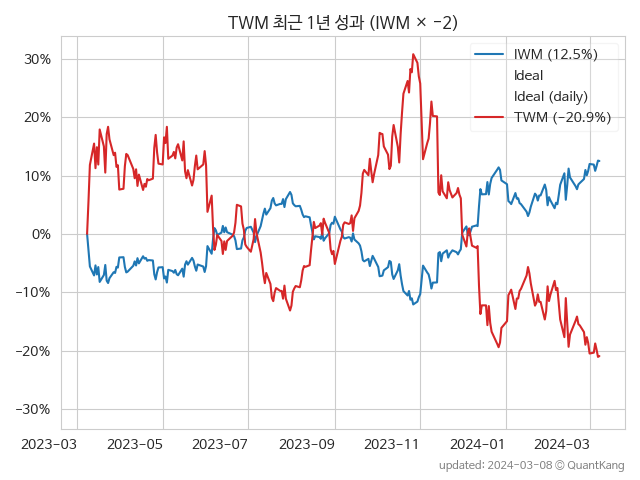 TWM 최근 1년 성과 (IWM × −2)
IWM (12.5%)
Ideal
Ideal (daily)
TWM (−20.9%)
30%
20%
10%
0%
−10%
−20%
−30%
2023−03 2023−05 2023−07 2023−09 2023−11 2024−01 2024−03
updated: 2024−03−08 © QuantKang